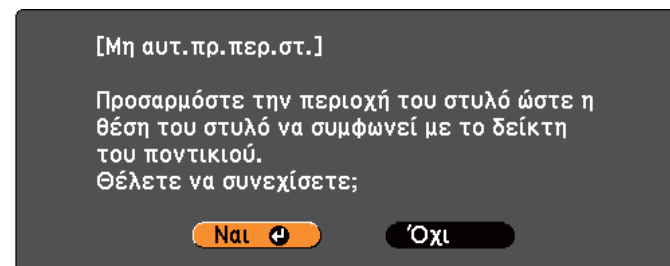 [Μη αυτ.πρ.περ.στ.]
Προσαρμόστε την περιοχή του στυλό ώστε η
θέση του στυλό να συμφωνεί με το δείκτη
του ποντικιού.
Θέλετε να συνεχίσετε;
Ναι Όχι